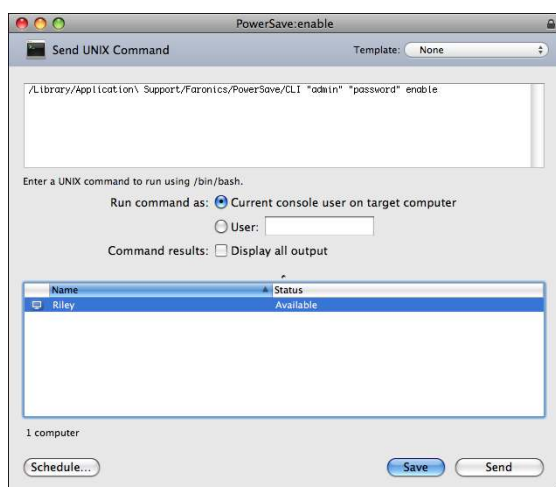 PowerSave:enable
Send UNIX Command
Template: None
/Library/Application\ Support/Faronics/PowerSave/CLI "admin" "password" enable
Enter a UNIX command to run using /bin/bash.
Run command as: Current console user on target computer
User:
Command results: Display all output
Name Status
Riley Available
1 computer
Schedule... Save Send